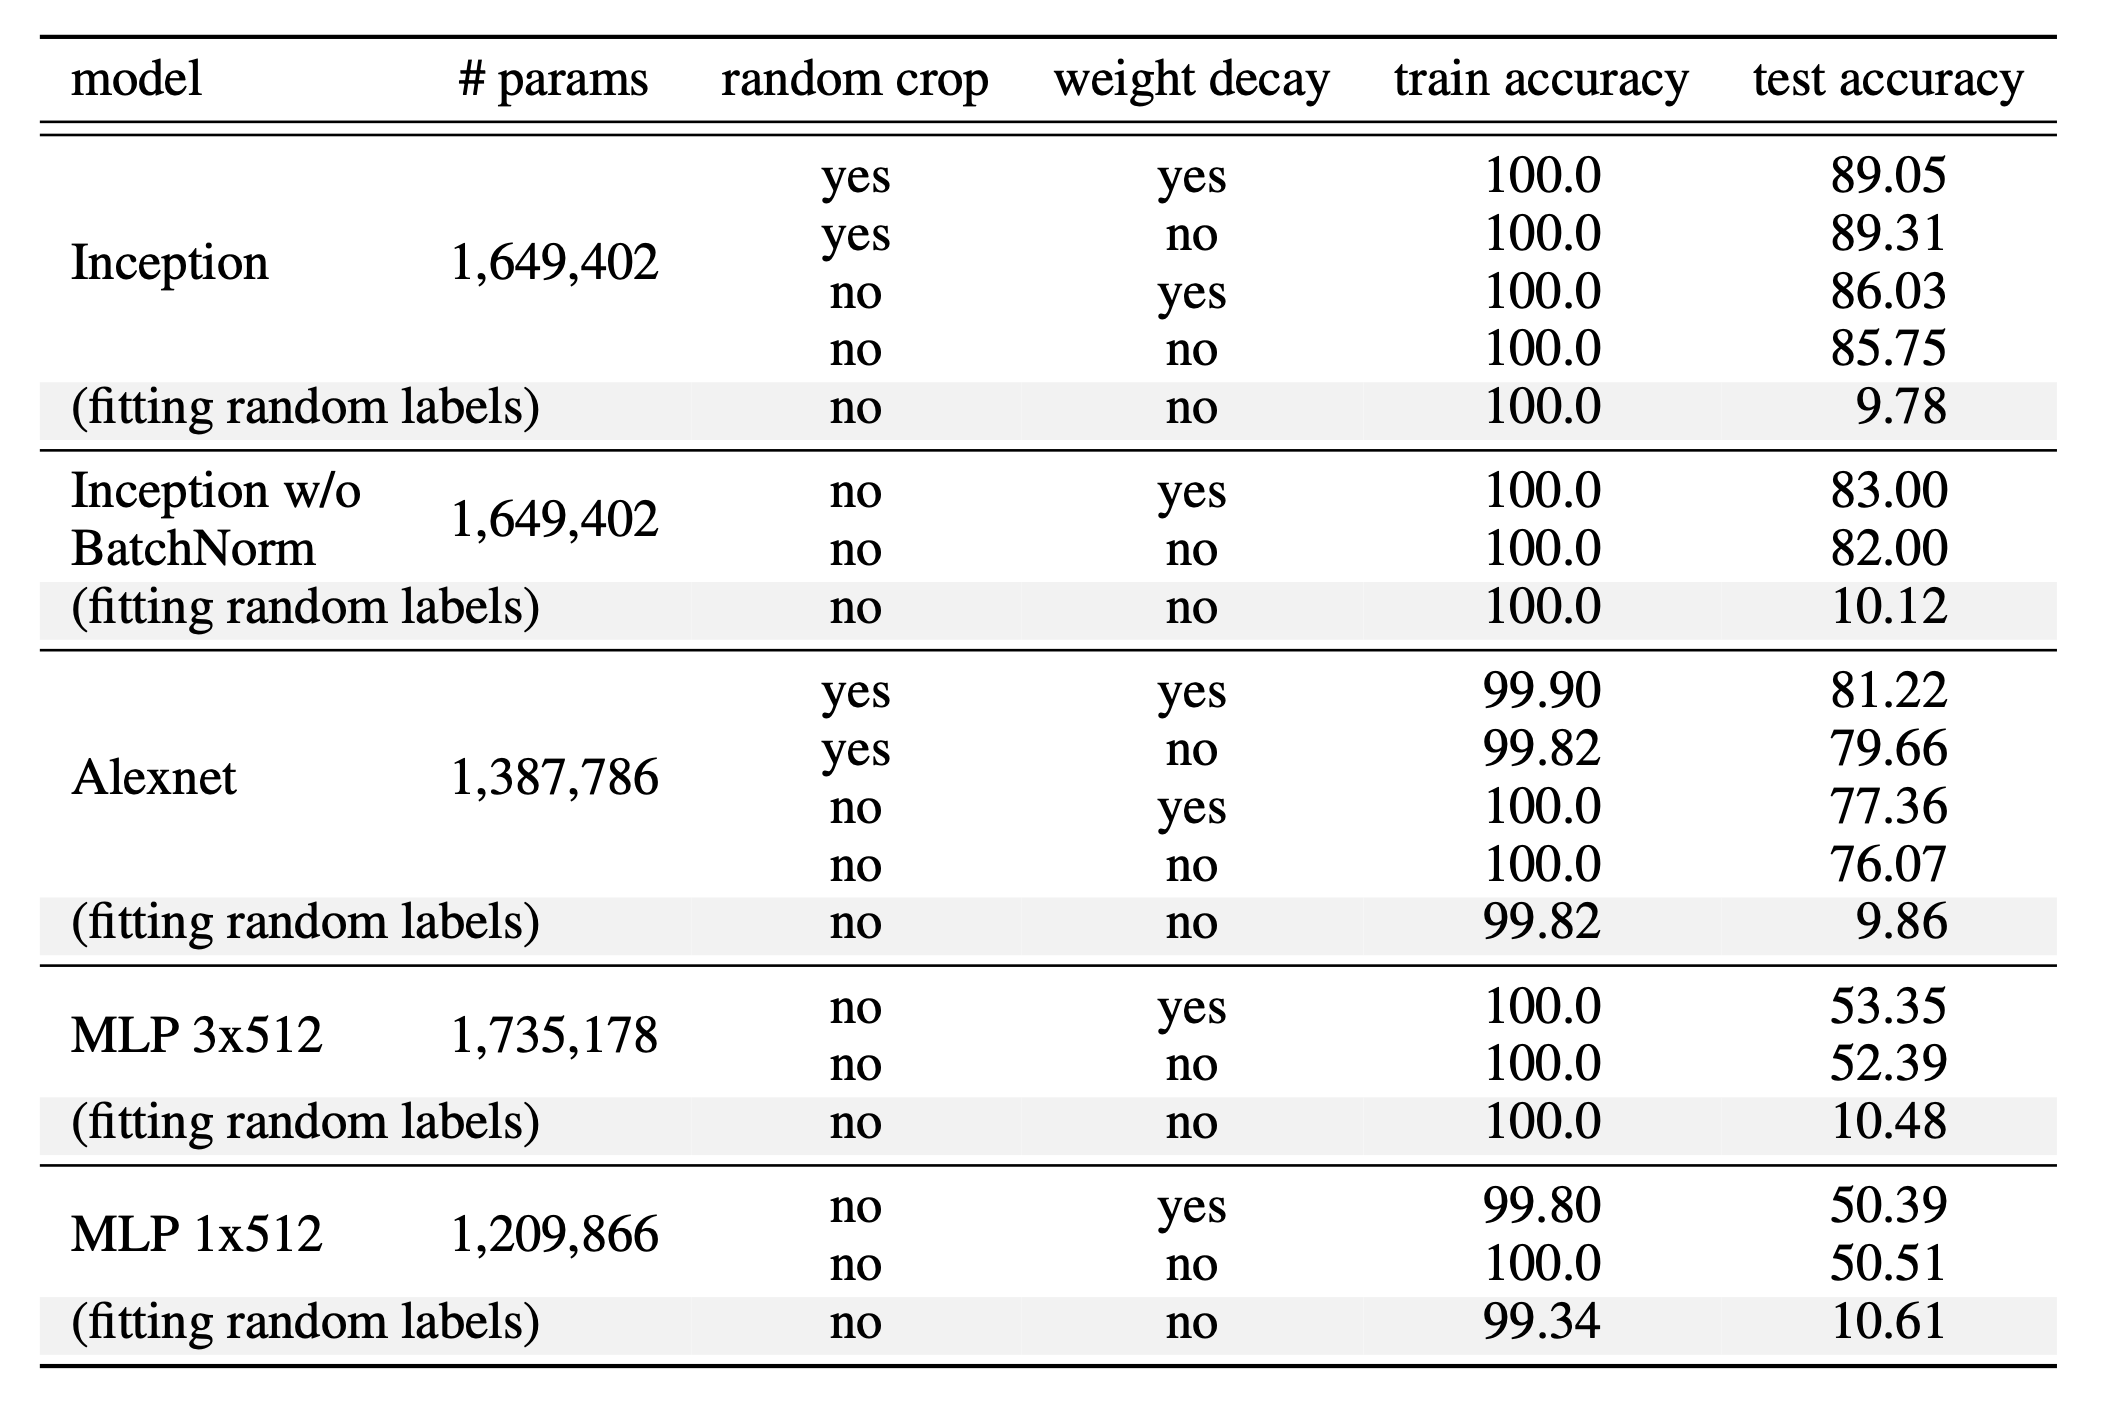 model # params random crop weight decay train accuracy test accuracy
yes yes 100.0 89.05
yes no 100.0 89.31
Inception 1,649,402
no yes 100.0 86.03
no no 100.0 85.75
(fitting random labels) no no 100.0 9.78
Inception w/o no yes 100.0 83.00
1,649,402
BatchNorm no no 100.0 82.00
(fitting random labels) no no 100.0 10.12
yes yes 99.90 81.22
yes no 99.82 79.66
Alexnet 1,387,786
no yes 100.0 77.36
no no 100.0 76.07
(fitting random labels) no no 99.82 9.86
no yes 100.0 53.35
MLP 3x512 1,735,178
no no 100.0 52.39
(fitting random labels) no no 100.0 10.48
no yes 99.80 50.39
MLP 1x512 1,209,866
no no 100.0 50.51
(fitting random labels) no no 99.34 10.61